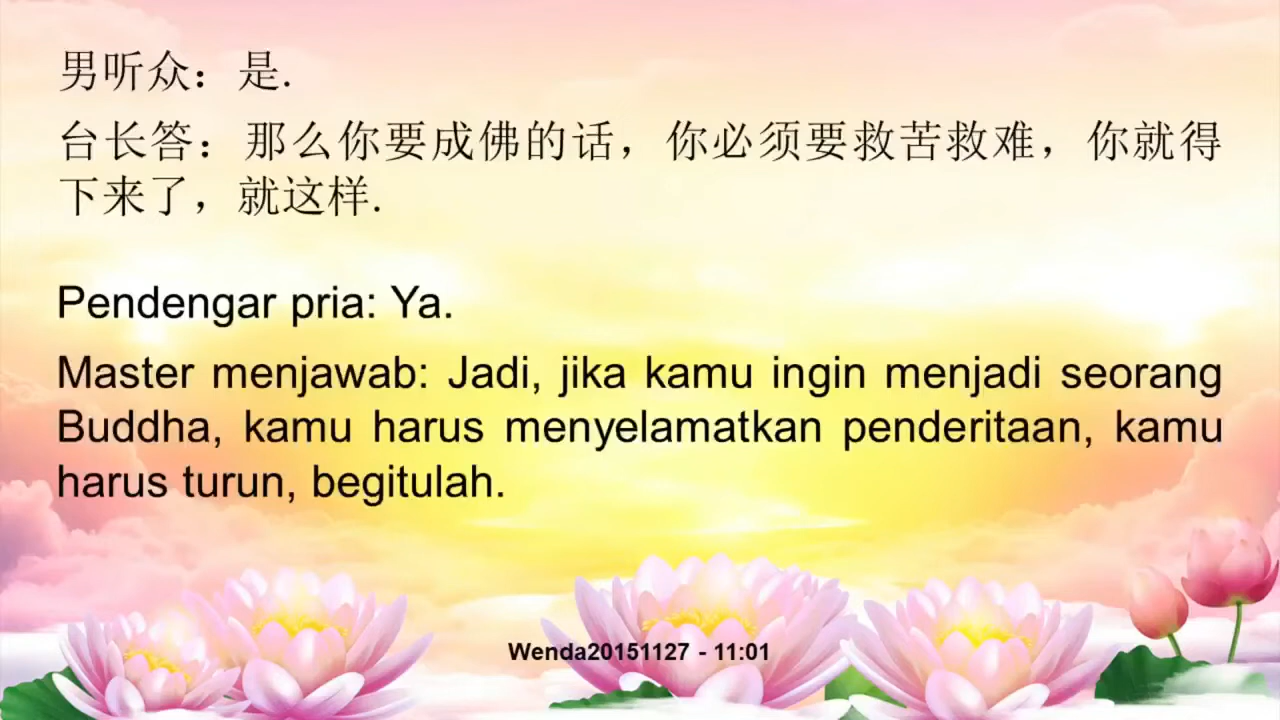 男听众：是.
台长答：那么你要成佛的话，你必须要救苦救难，你就得
下来了，就这样.
Pendengar pria: Ya.
Master menjawab: Jadi, jika kamu ingin menjadi seorang
Buddha, kamu harus menyelamatkan penderitaan, kamu
harus turun, begitulah.
Wenda20151127 - 11:01